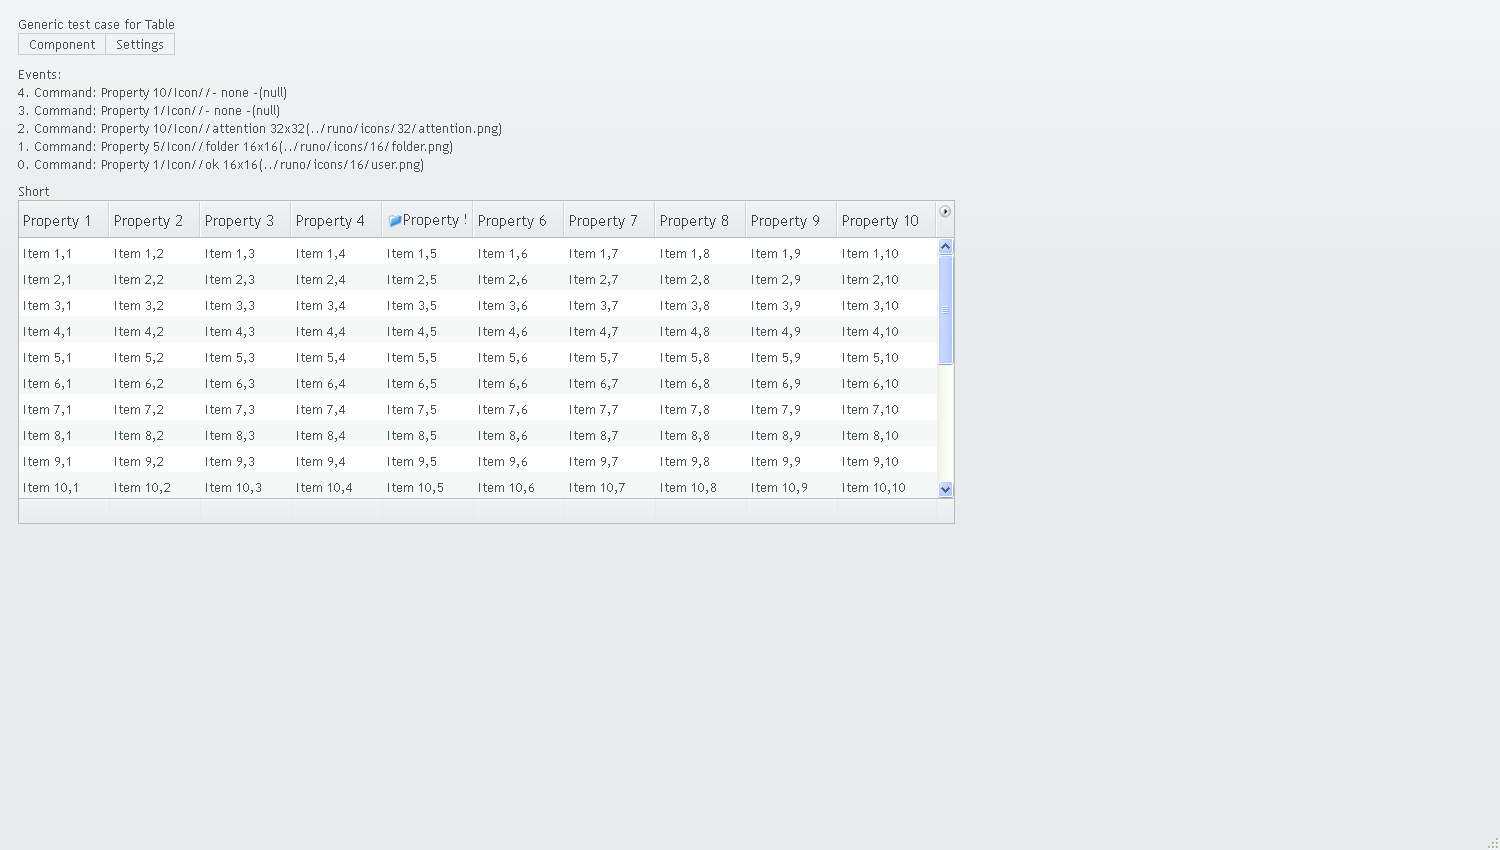 Generic test case for Table
Component Settings
Events:
4. Command: Property 10/Icon//- none -(null)
3. Command: Property 1/Icon//- none -(null)
2. Command: Property 10/Icon//attention 32x32(../runo/icons/32/attention.png)
1. Command: Property 5/Icon//folder 16x16(../runo/icons/16/folder.png)
0. Command: Property 1/Icon//ok 16x16(../runo/icons/16/user.png)
Short
Property 1 Property 2 Property 3 Property 4 Property Property 6 Property 7 Property 8 Property 9 Property 10
Item 1,1 Item 1,2 Item 1,3 Item 1,4 Item 1,5 Item 1,6 Item 1,7 Item 1,8 Item 1,9 Item 1,10
Item 2,1 Item 2,2 Item 2,3 Item 2,4 Item 2,5 Item 2,6 Item 2,7 Item 2,8 Item 2,9 Item 2,10
Item 3,1 Item 3,2 Item 3,3 Item 3,4 Item 3,5 Item 3,6 Item 3,7 Item 3,8 Item 3,9 Item 3,10
Item 4,1 Item 4,2 Item 4,3 Item 4,4 Item 4,5 Item 4,6 Item 4,7 Item 4,8 Item 4,9 Item 4,10
Item 5,1 Item 5,2 Item 5,3 Item 5,4 Item 5,5 Item 5,6 Item 5,7 Item 5,8 Item 5,9 Item 5,10
Item 6,1 Item 6,2 Item 6,3 Item 6,4 Item 6,5 Item 6,6 Item 6,7 Item 6,8 Item 6,9 Item 6,10
Item 7,1 Item 7,2 Item 7,3 Item 7,4 Item 7,5 Item 7,6 Item 7,7 Item 7,8 Item 7,9 Item 7,10
Item 8,1 Item 8,2 Item 8,3 Item 8,4 Item 8,5 Item 8,6 Item 8,7 Item 8,8 Item 8,9 Item 8,10
Item 9,1 Item 9,2 Item 9,3 Item 9,4 Item 9,5 Item 9,6 Item 9,7 Item 9,8 Item 9,9 Item 9,10
Item 10,1 Item 10,2 Item 10,3 Item 10,4 Item 10,5 Item 10,6 Item 10,7 Item 10,8 Item 10,9 Item 10,10